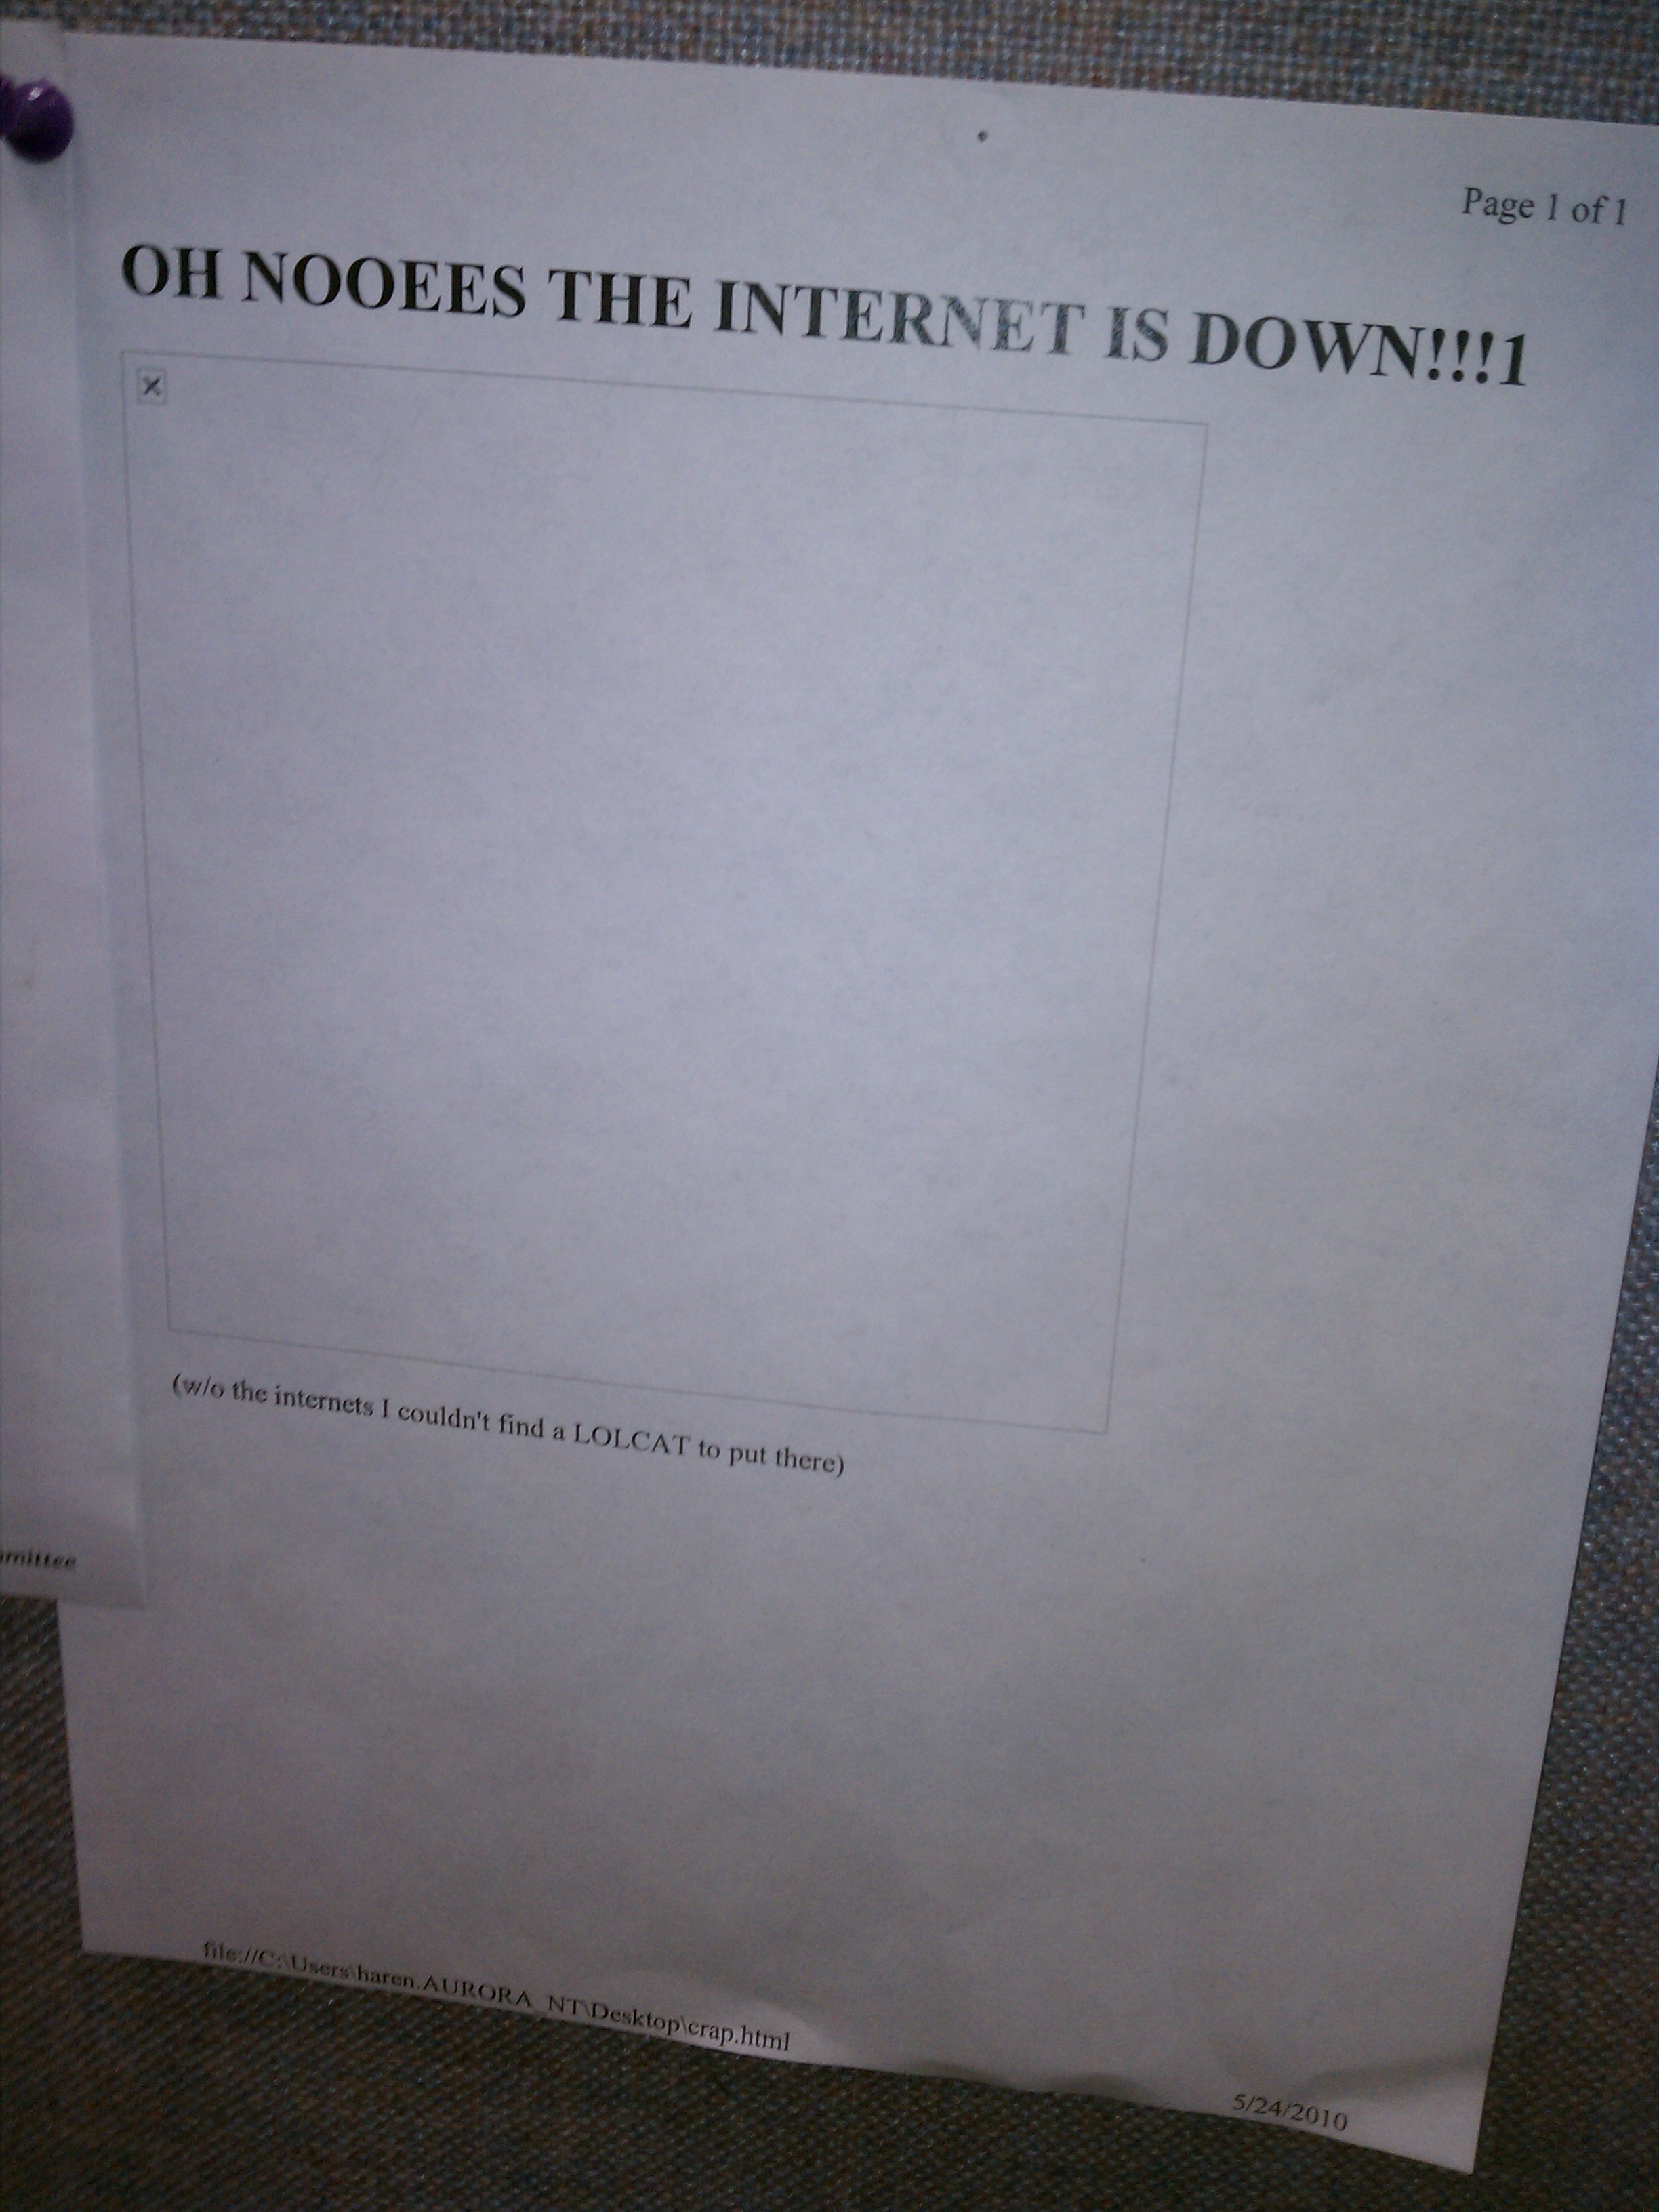 Page 1 of 1
OH NOOEES THE INTERNET IS DOWN!!!1
(w/o the internets I couldn't find a LOLCAT to put there)
mittee
file://C:\Users\haren.AURORA_NT\Desktop\crap.html
5/24/2010